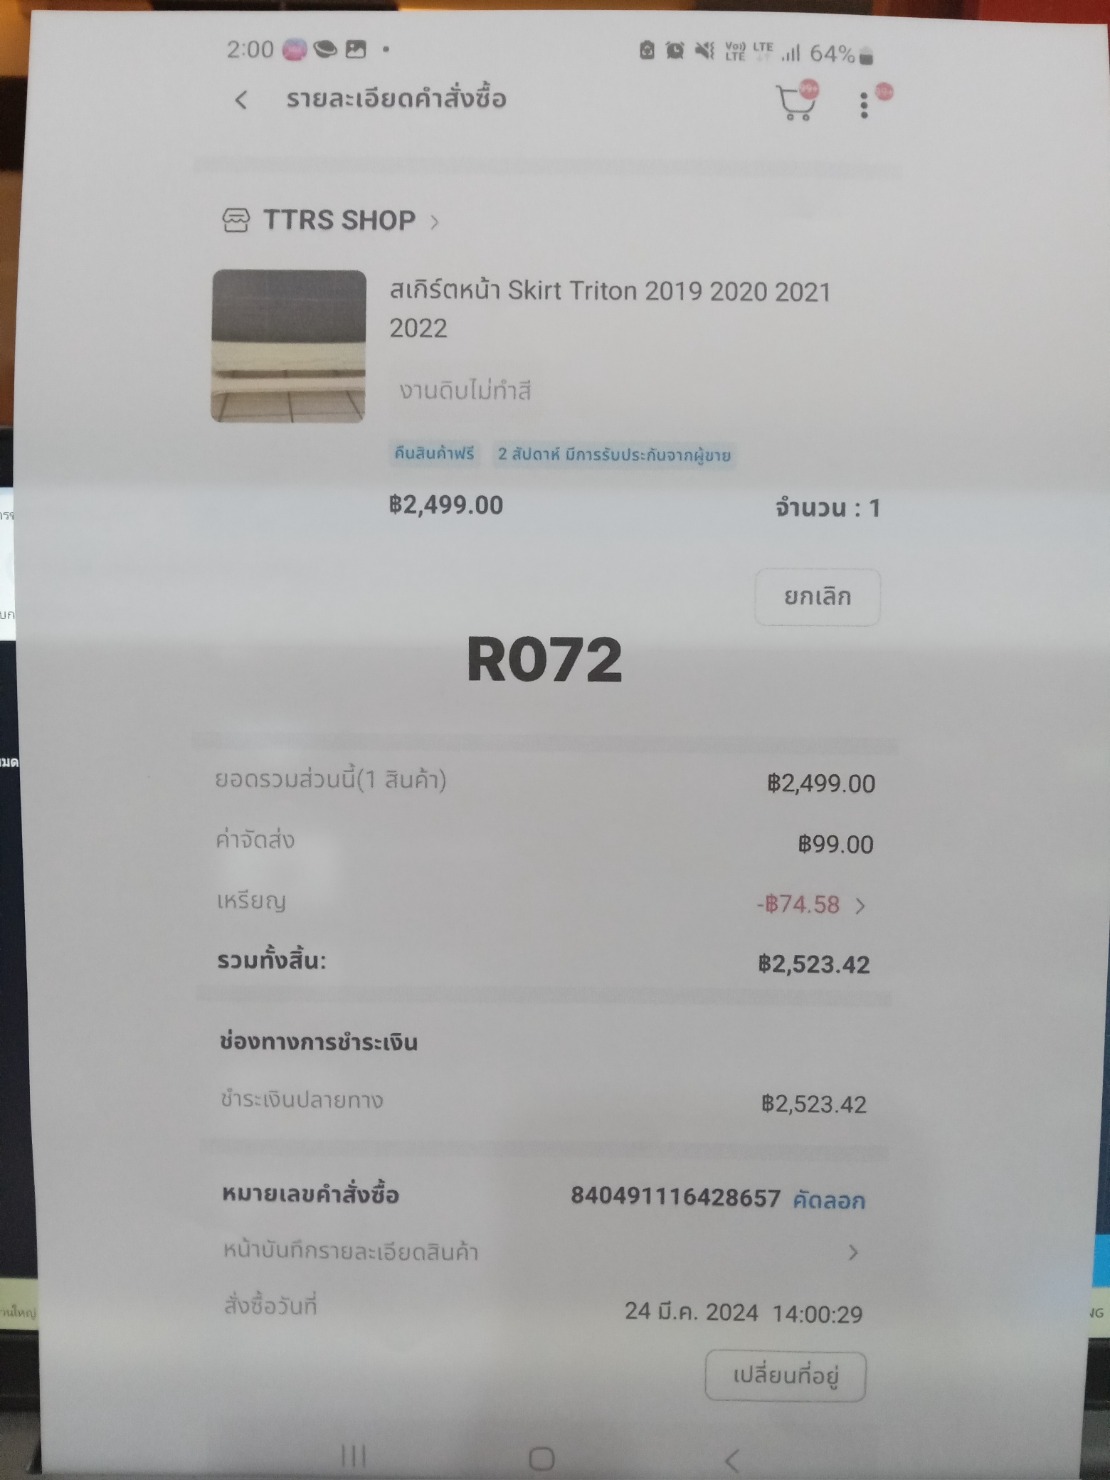 2:00 64%
รายละเอียดคำสั่งซื้อ
TTRS SHOP
สเกิร์ตหน้า Skirt Triton 2019 2020 2021
2022
งานดิบไม่ทำสี
คืนสินค้าฟรี 2 สัปดาห์ มีการรับประกันจากผู้ขาย
฿2,499.00 จำนวน : 1
ยกเลิก
R072
ยอดรวมส่วนนี้(1 สินค้า) ฿2,499.00
ค่าจัดส่ง ฿99.00
เหรียญ -฿74.58
รวมทั้งสิ้น: ฿2,523.42
ช่องทางการชำระเงิน
ชำระเงินปลายทาง ฿2,523.42
หมายเลขคำสั่งซื้อ 840491116428657 คัดลอก
หน้าบันทึกรายละเอียดสินค้า
สั่งซื้อวันที่ 24 มี.ค. 2024 14:00:29
เปลี่ยนที่อยู่